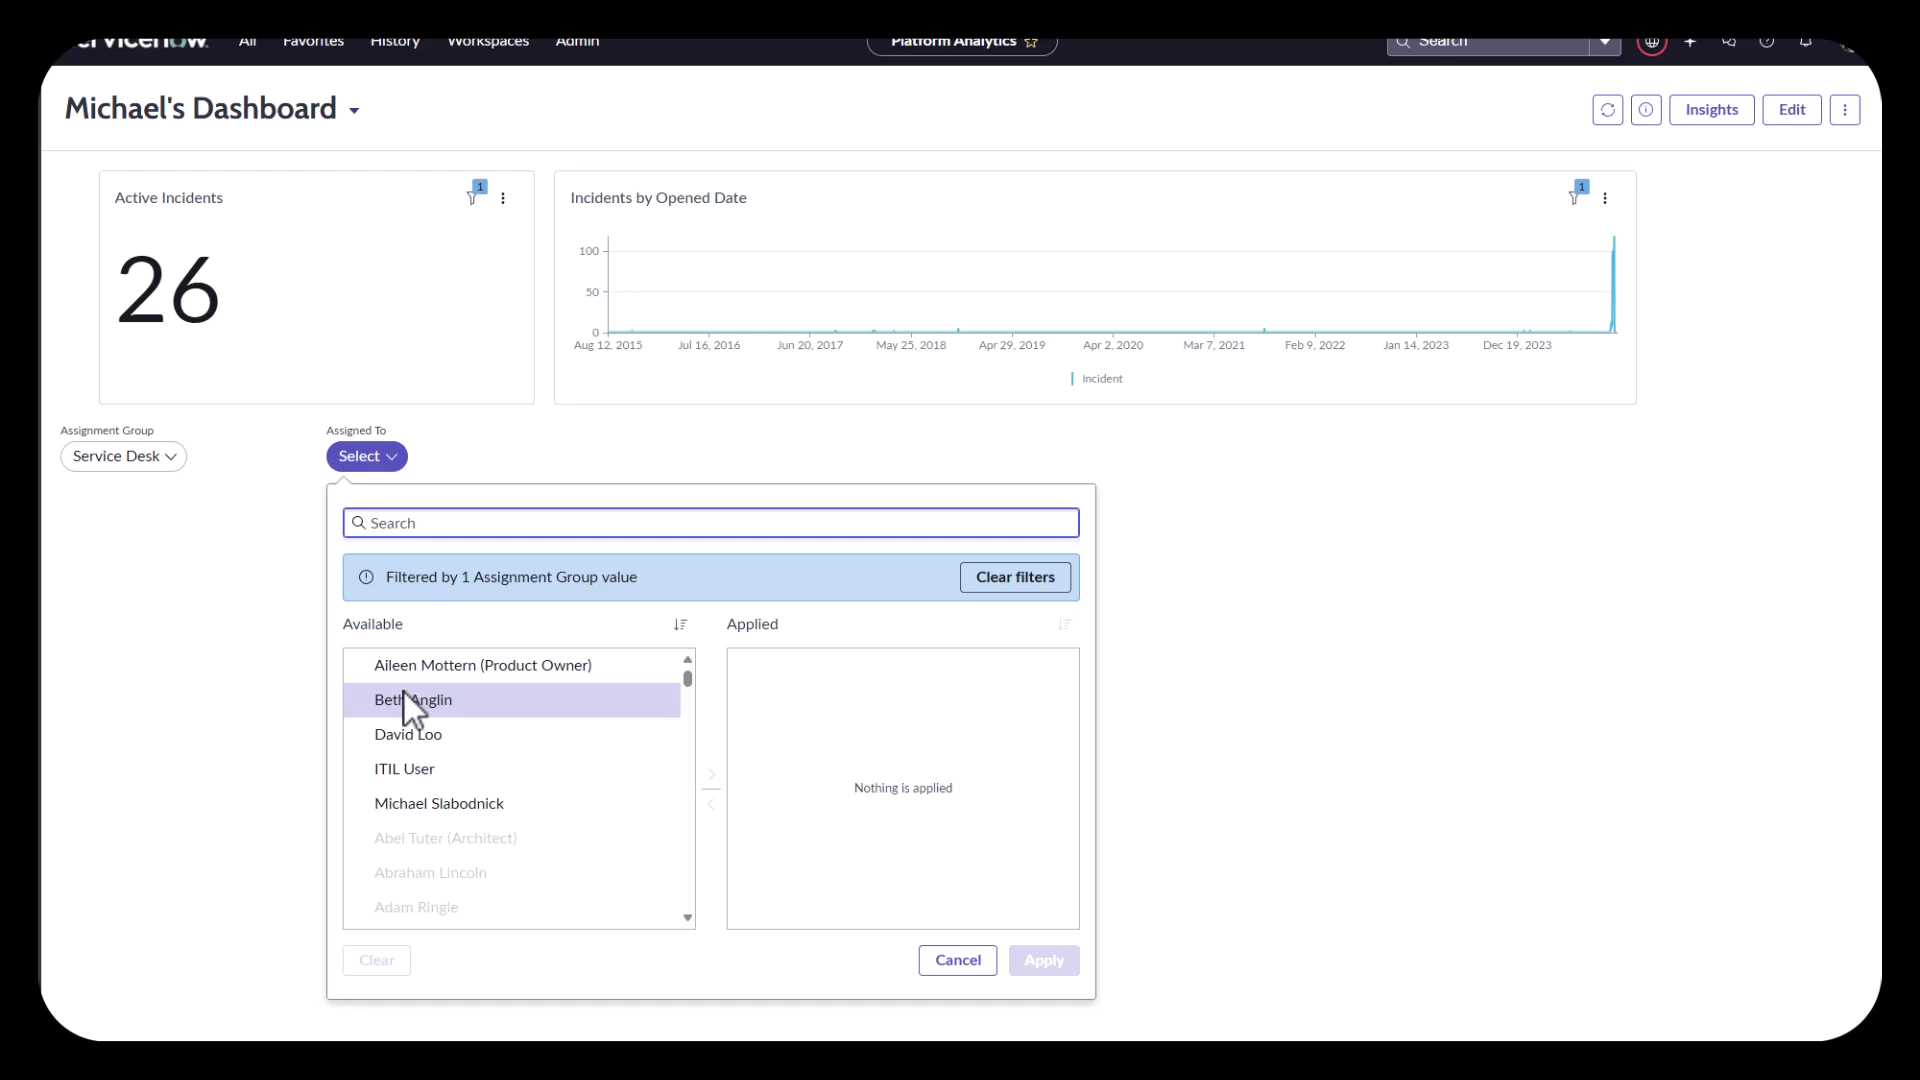 servicenow All Favorites History Workspaces Admin Platform Analytics Search
Michael's Dashboard Insights Edit
Active Incidents 1
26
Incidents by Opened Date 1
100
50
0
Aug 12, 2015 Jul 16, 2016 Jun 20, 2017 May 25, 2018 Apr 29, 2019 Apr 2, 2020 Mar 7, 2021 Feb 9, 2022 Jan 14, 2023 Dec 19, 2023
Incident
Assignment Group Assigned To
Service Desk Select
Search
Filtered by 1 Assignment Group value Clear filters
Available Applied
Aileen Mottern (Product Owner)
Beth Anglin
David Loo
ITIL User
Michael Slabodnick
Abel Tuter (Architect)
Abraham Lincoln
Adam Ringle
Nothing is applied
Clear Cancel Apply